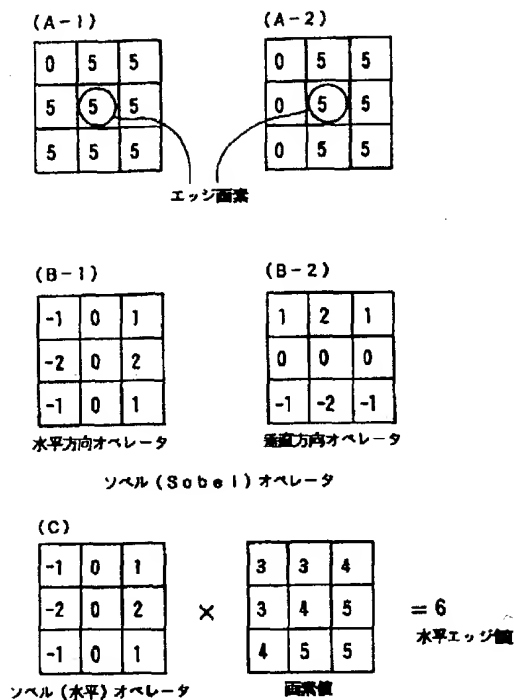 (A-1)
0 5 5
5 5 5
5 5 5
(A-2)
0 5 5
0 5 5
0 5 5
エッジ画素
(B-1)
-1 0 1
-2 0 2
-1 0 1
水平方向オペレータ
(B-2)
1 2 1
0 0 0
-1 -2 -1
垂直方向オペレータ
ソベル(Sobel)オペレータ
(C)
-1 0 1
-2 0 2
-1 0 1
ソベル(水平)オペレータ
×
3 3 4
3 4 5
4 5 5
画素値
=6
水平エッジ値